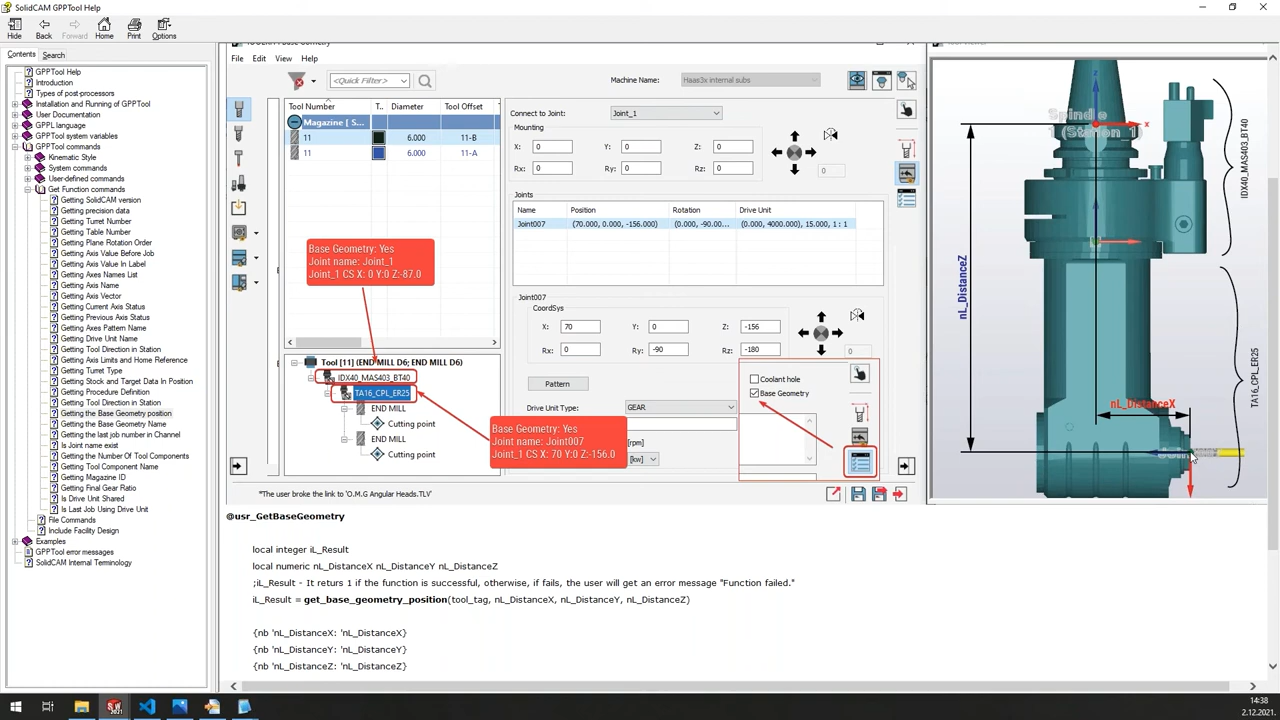 SolidCAM GPPTool Help
Hide Back Forward Home Print Options
Contents Search
GPPTool Help
Introduction
Types of post-processors
Installation and Running of GPPTool
User Documentation
GPPL language
GPPTool system variables
GPPTool commands
Kinematic Style
System commands
User-defined commands
Get Function commands
Getting SolidCAM version
Getting precision data
Getting Turret Number
Getting Table Number
Getting Plane Rotation Order
Getting Axis Value Before Job
Getting Axis Value In Label
Getting Axes Names List
Getting Axis Name
Getting Axis Vector
Getting Current Axis Status
Getting Previous Axis Status
Getting Axes Pattern Name
Getting Drive Unit Name
Getting Tool Direction in Station
Getting Axis Limits and Home Reference
Getting Turret Type
Getting Stock and Target Data In Position
Getting Procedure Definition
Getting Tool Direction in Station
Getting the Base Geometry position
Getting the Base Geometry Name
Getting the last job number in Channel
Is Joint name exist
Getting the Number Of Tool Components
Getting Tool Component Name
Getting Magazine ID
Getting Final Gear Ratio
Is Drive Unit Shared
Is Last Job Using Drive Unit
File Commands
Include Facility Design
Examples
GPPTool error messages
SolidCAM Internal Terminology
File Edit View Help
<Quick Filter>
Machine Name: Haas3x internal subs
Tool Number T.. Diameter Tool Offset
Magazine [ S...
11 6.000 11-B
11 6.000 11-A
Base Geometry: Yes
Joint name: Joint_1
Joint_1 CS X: 0 Y:0 Z:-87.0
Tool [11] (END MILL D6; END MILL D6)
IDX40_MAS403_BT40
TA16_CPL_ER25
END MILL
Cutting point
END MILL
Cutting point
*The user broke the link to 'O.M.G Angular Heads.TLV'
Connect to Joint: Joint_1
Mounting
X: 0 Y: 0 Z: 0
Rx: 0 Ry: 0 Rz: 0
0
Joints
Name Position Rotation Drive Unit
Joint007 (70.000, 0.000, -156.000) (0.000, -90.00... (0.000, 4000.000), 15.000, 1 : 1
Joint007
CoordSys
X: 70 Y: 0 Z: -156
Rx: 0 Ry: -90 Rz: -180
0
Pattern
Drive Unit Type: GEAR
[rpm]
[kw]
Coolant hole
Base Geometry
Base Geometry: Yes
Joint name: Joint007
Joint_1 CS X: 70 Y:0 Z:-156.0
Spindle
1 (Station 1)
z
x
IDX40_MAS403_BT40
nL_DistanceZ
nL_DistanceX
TA16_CPL_ER25
@usr_GetBaseGeometry
local integer iL_Result
local numeric nL_DistanceX nL_DistanceY nL_DistanceZ
;iL_Result - It returs 1 if the function is successful, otherwise, if fails, the user will get an error message "Function failed."
iL_Result = get_base_geometry_position(tool_tag, nL_DistanceX, nL_DistanceY, nL_DistanceZ)
{nb 'nL_DistanceX: 'nL_DistanceX}
{nb 'nL_DistanceY: 'nL_DistanceY}
{nb 'nL_DistanceZ: 'nL_DistanceZ}
14:38
2.12.2021.